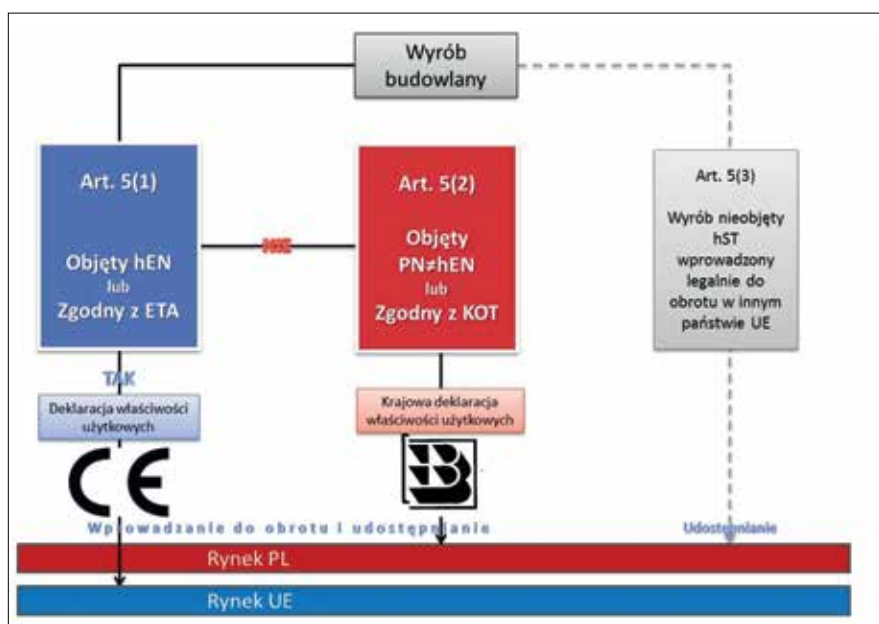 Wyrób
budowlany
Art. 5(1)
Objęty hEN
lub
Zgodny z ETA
NIE
Art. 5(2)
Objęty
PN≠hEN
lub
Zgodny z KOT
Art. 5(3)
Wyrób nieobjęty
hST
wprowadzony
legalnie do
obrotu w innym
państwie UE
TAK
Deklaracja właściwości
użytkowych
Krajowa deklaracja
właściwości użytkowych
CE
B
Wprowadzanie do obrotu i udostępnianie
Udostępnianie
Rynek PL
Rynek UE